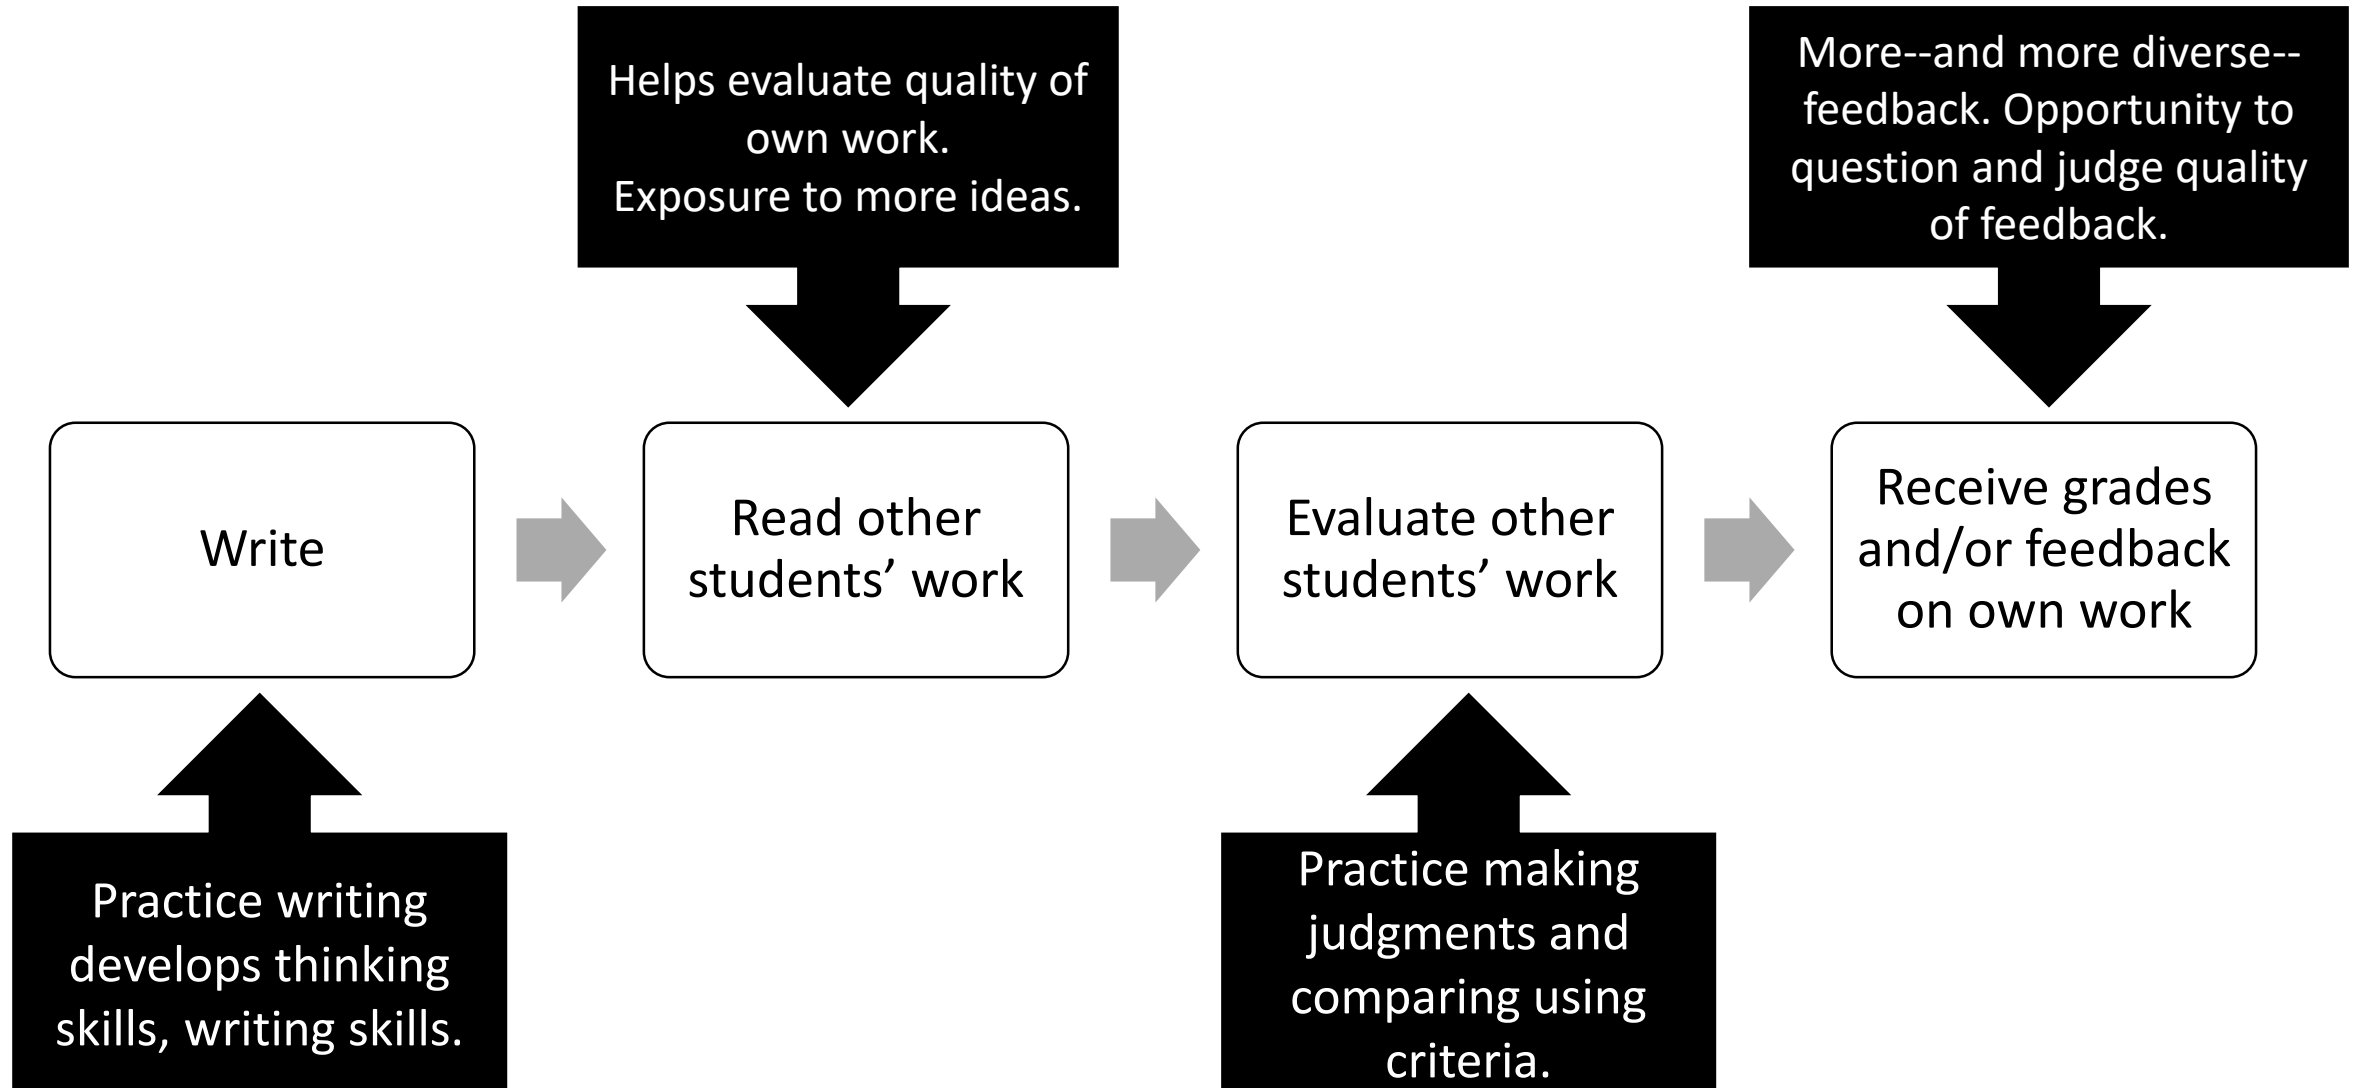 Helps evaluate quality of
own work.
Exposure to more ideas.
More--and more diverse--
feedback. Opportunity to
question and judge quality
of feedback.
Write
Read other
students’ work
Evaluate other
students’ work
Receive grades
and/or feedback
on own work
Practice writing
develops thinking
skills, writing skills.
Practice making
judgments and
comparing using
criteria.